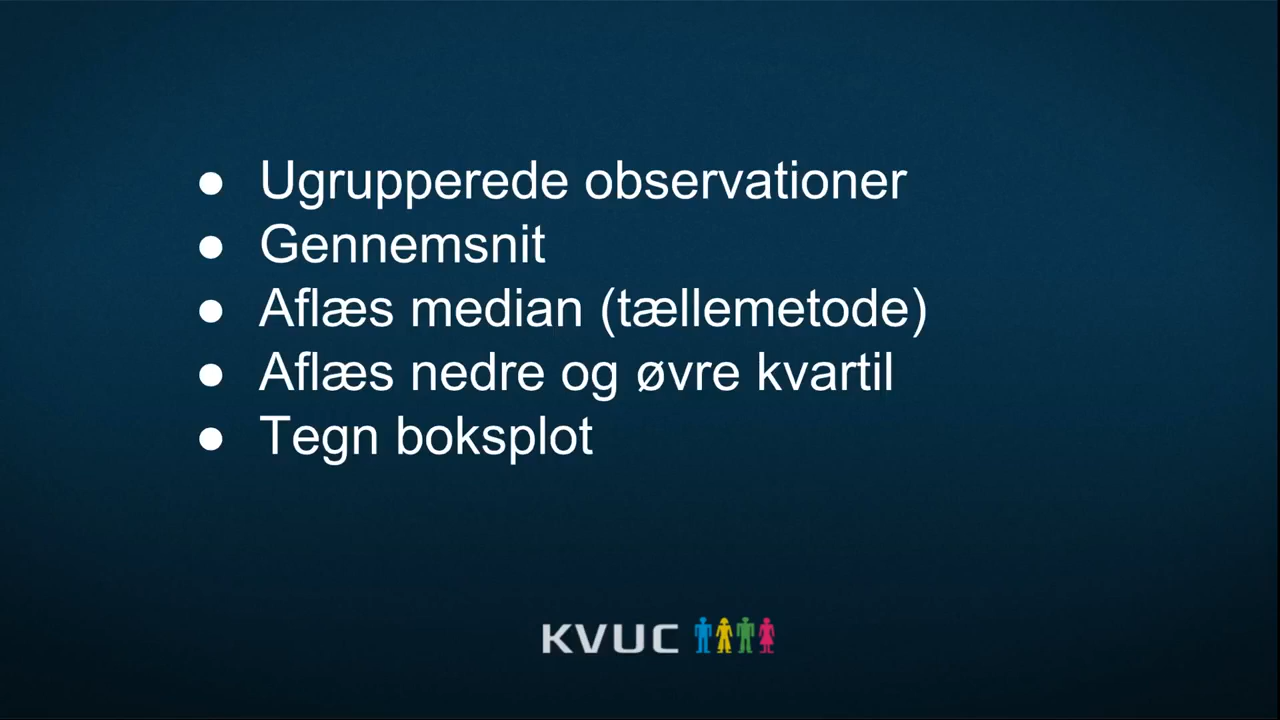 ● Ugrupperede observationer
● Gennemsnit
● Aflæs median (tællemetode)
● Aflæs nedre og øvre kvartil
● Tegn boksplot
KVUC